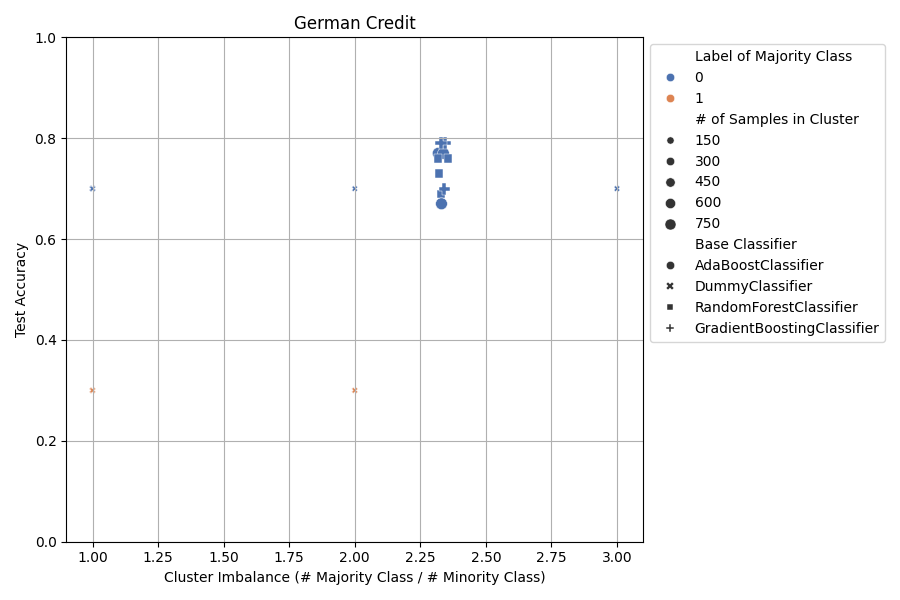 German Credit
Test Accuracy
1.0
0.8
0.6
0.4
0.2
0.0
1.00 1.25 1.50 1.75 2.00 2.25 2.50 2.75 3.00
Cluster Imbalance (# Majority Class / # Minority Class)
Label of Majority Class
0
1
# of Samples in Cluster
150
300
450
600
750
Base Classifier
AdaBoostClassifier
DummyClassifier
RandomForestClassifier
GradientBoostingClassifier